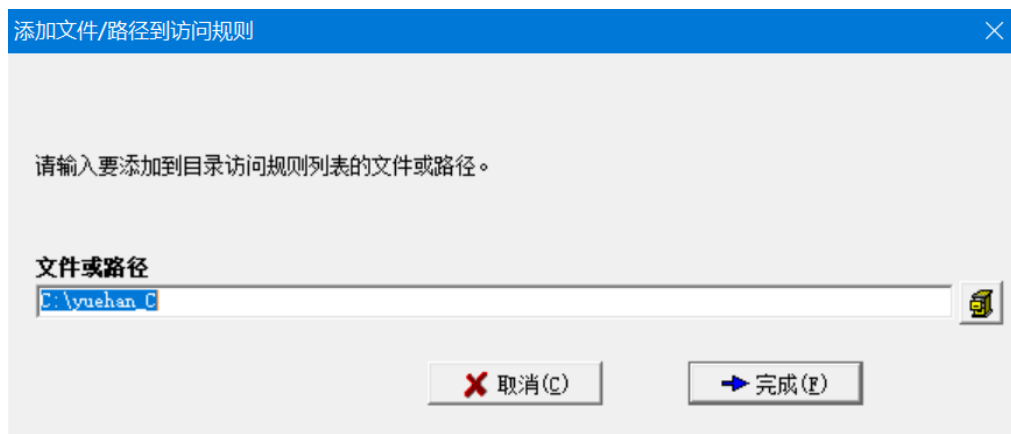 添加文件/路径到访问规则
请输入要添加到目录访问规则列表的文件或路径。
文件或路径
C:\yuehan_C
取消(C)
完成(F)